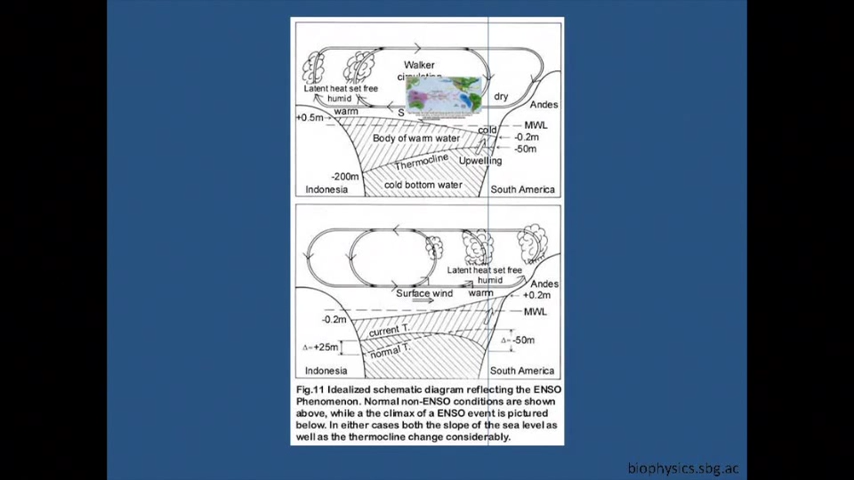 Walker
Latent heat set free
humid
dry
Andes
warm
+0.5m
S
cold
MWL
-0.2m
Body of warm water
-50m
Thermocline
Upwelling
-200m
cold bottom water
Indonesia
South America
Latent heat set free
humid
Andes
Surface wind
warm
+0.2m
-0.2m
MWL
current T.
Δ=+25m
normal T.
Δ=-50m
Indonesia
South America
Fig.11 Idealized schematic diagram reflecting the ENSO
Phenomenon. Normal non-ENSO conditions are shown
above, while a the climax of a ENSO event is pictured
below. In either cases both the slope of the sea level as
well as the thermocline change considerably.
biophysics.sbg.ac